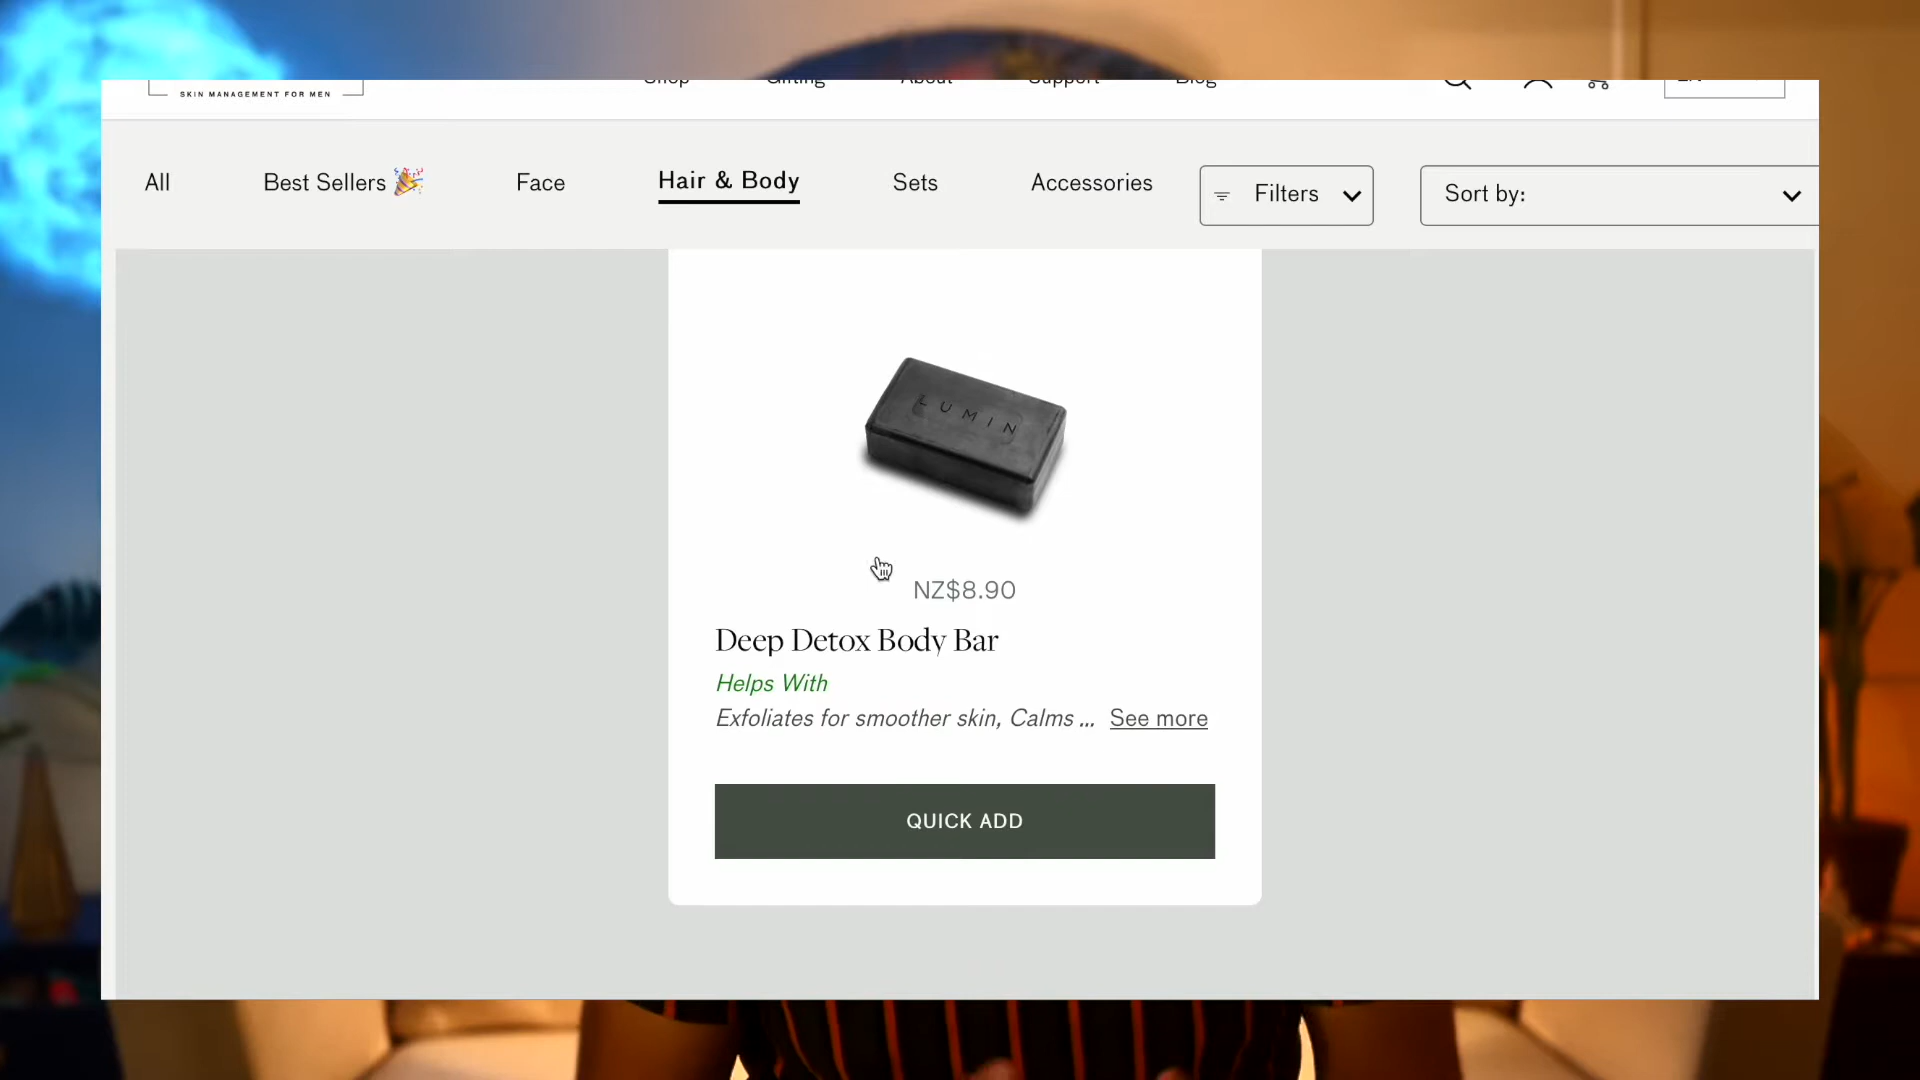 Shop Gifting About Support Blog
SKIN MANAGEMENT FOR MEN
All Best Sellers 🎉 Face Hair & Body Sets Accessories Filters Sort by:
LUMIN
NZ$8.90
Deep Detox Body Bar
Helps With
Exfoliates for smoother skin, Calms ... See more
QUICK ADD